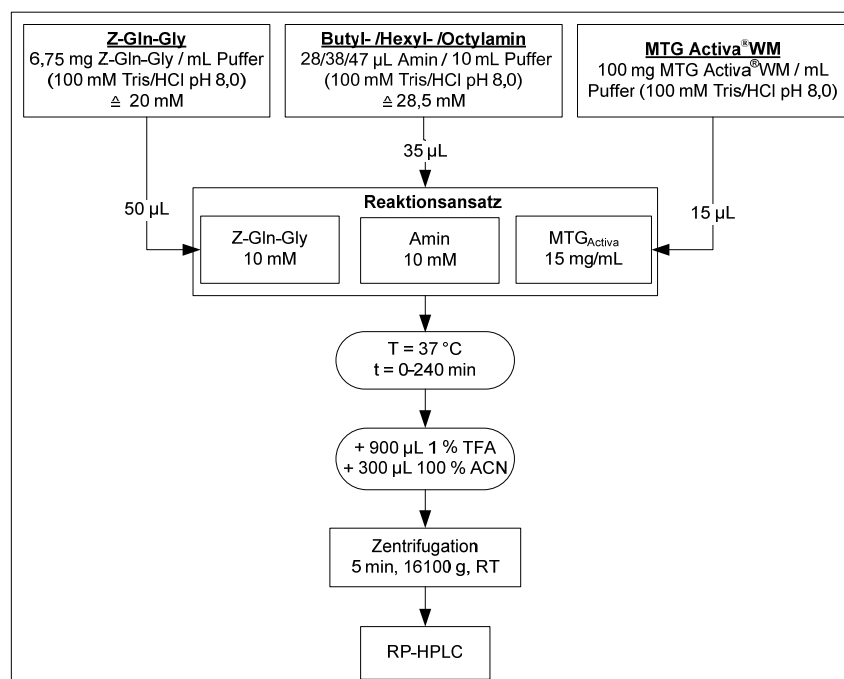 Z-Gln-Gly
6,75 mg Z-Gln-Gly / mL Puffer
(100 mM Tris/HCl pH 8,0)
≙ 20 mM
Butyl- /Hexyl- /Octylamin
28/38/47 µL Amin / 10 mL Puffer
(100 mM Tris/HCl pH 8,0)
≙ 28,5 mM
MTG Activa®WM
100 mg MTG Activa®WM / mL
Puffer (100 mM Tris/HCl pH 8,0)
50 µL
35 µL
15 µL
Reaktionsansatz
Z-Gln-Gly
10 mM
Amin
10 mM
MTGActiva
15 mg/mL
T = 37 °C
t = 0-240 min
+ 900 µL 1 % TFA
+ 300 µL 100 % ACN
Zentrifugation
5 min, 16100 g, RT
RP-HPLC